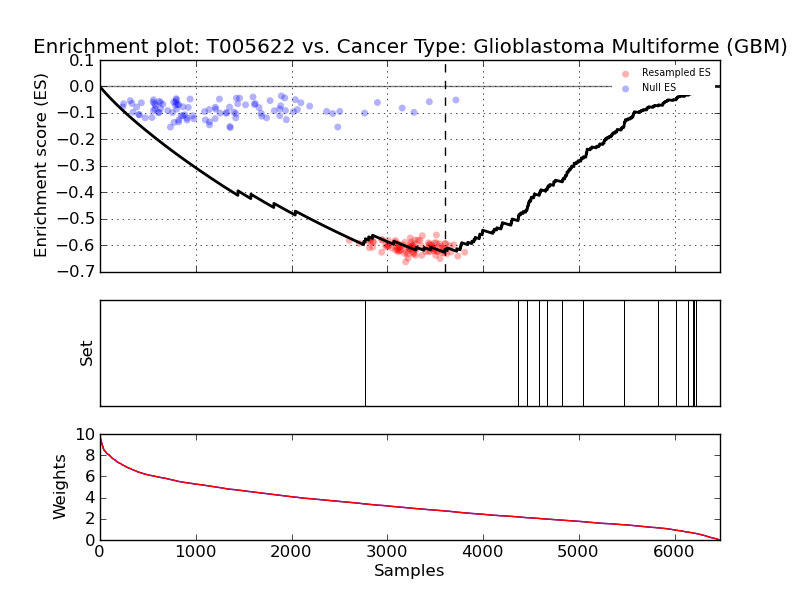 Enrichment plot: T005622 vs. Cancer Type: Glioblastoma Multiforme (GBM)
0.1
0.0
−0.1
−0.2
−0.3
−0.4
−0.5
−0.6
−0.7
Enrichment score (ES)
Resampled ES
Null ES
Set
10
8
6
4
2
0
Weights
0 1000 2000 3000 4000 5000 6000
Samples